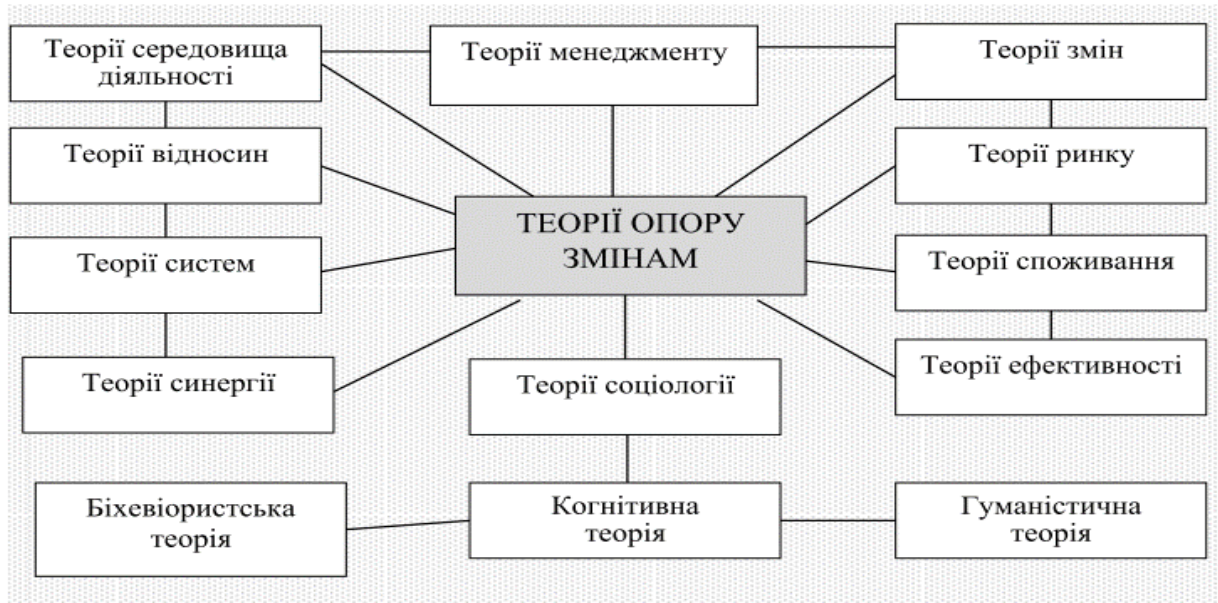 Теорії середовища
діяльності
Теорії менеджменту
Теорії змін
Теорії відносин
Теорії ринку
ТЕОРІЇ ОПОРУ
ЗМІНАМ
Теорії систем
Теорії споживання
Теорії синергії
Теорії соціології
Теорії ефективності
Біхевіористська
теорія
Когнітивна
теорія
Гуманістична
теорія